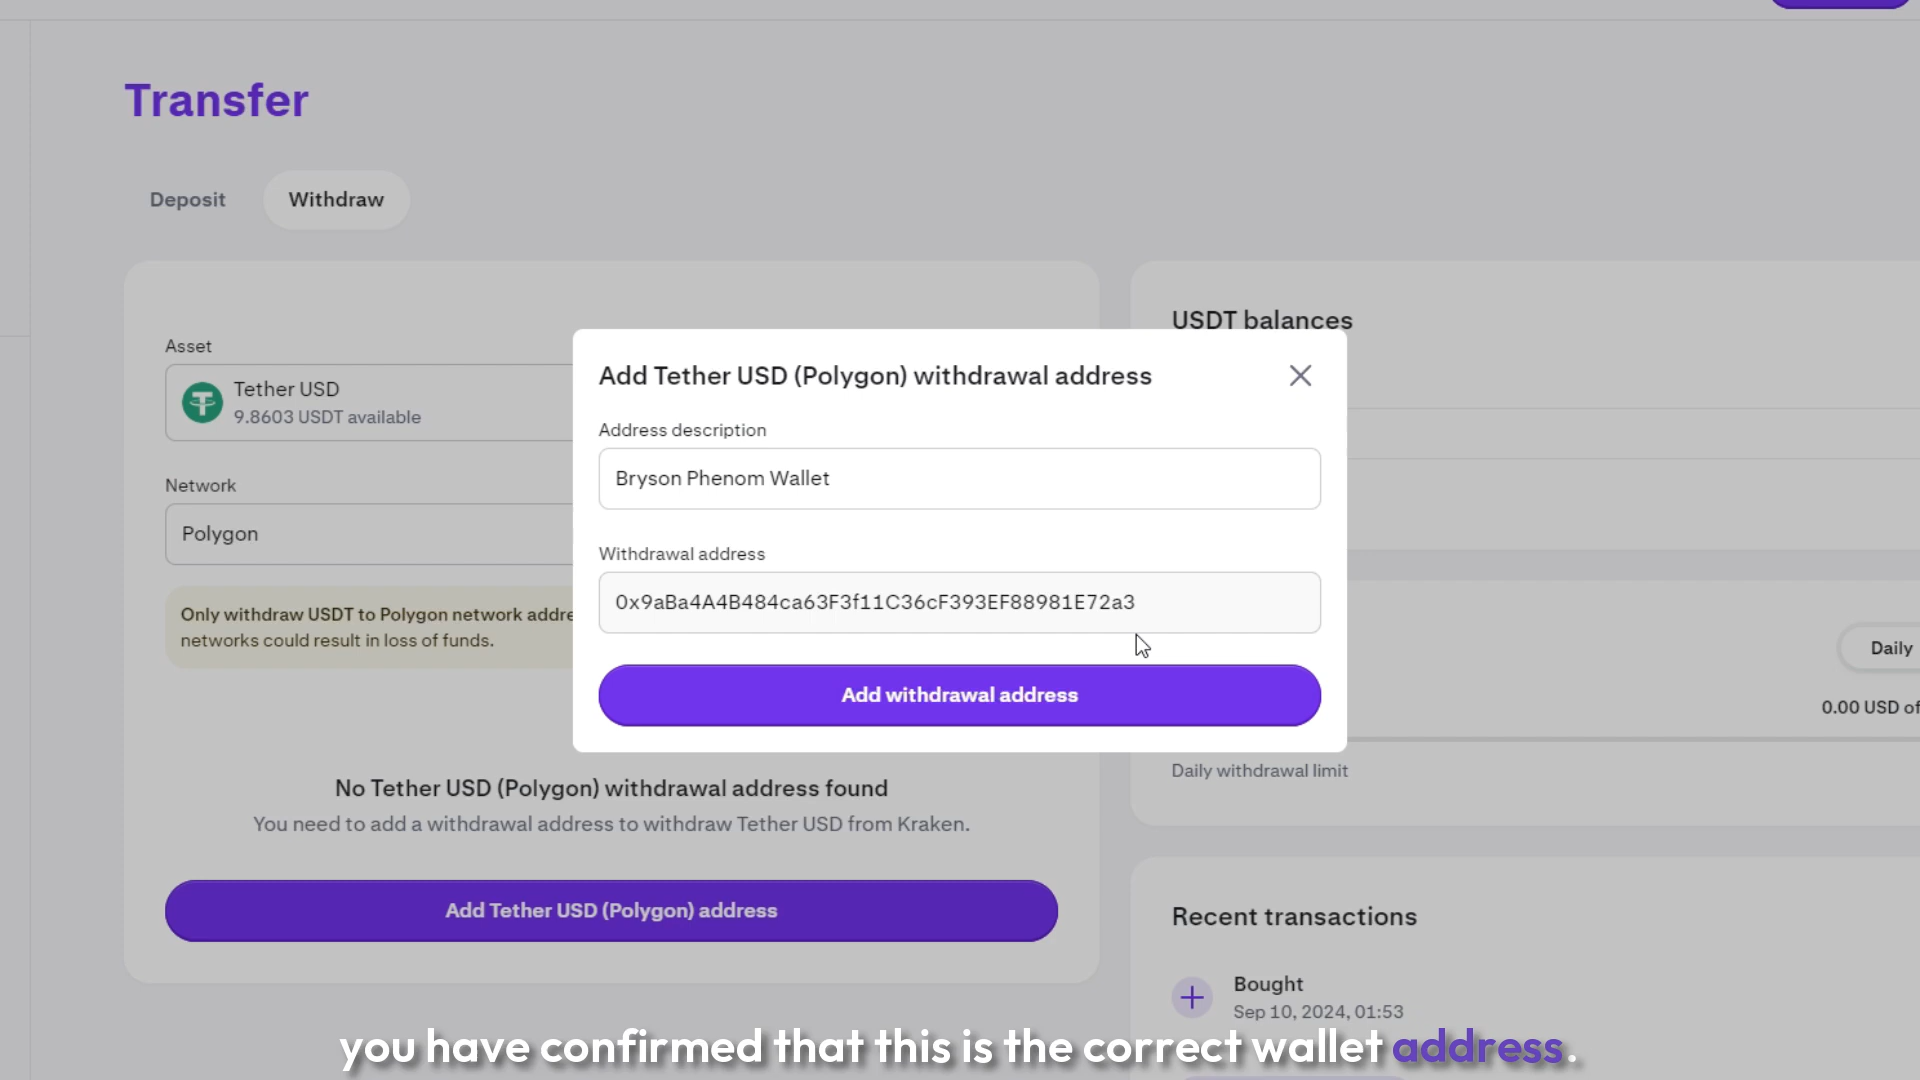 Transfer
Deposit
Withdraw
Asset
Tether USD
9.8603 USDT available
Network
Polygon
Only withdraw USDT to Polygon network addre
networks could result in loss of funds.
No Tether USD (Polygon) withdrawal address found
You need to add a withdrawal address to withdraw Tether USD from Kraken.
Add Tether USD (Polygon) address
Add Tether USD (Polygon) withdrawal address
Address description
Bryson Phenom Wallet
Withdrawal address
0x9aBa4A4B484ca63F3f11C36cF393EF88981E72a3
Add withdrawal address
USDT balances
Daily
0.00 USD of
Daily withdrawal limit
Recent transactions
Bought
Sep 10, 2024, 01:53
you have confirmed that this is the correct wallet address.